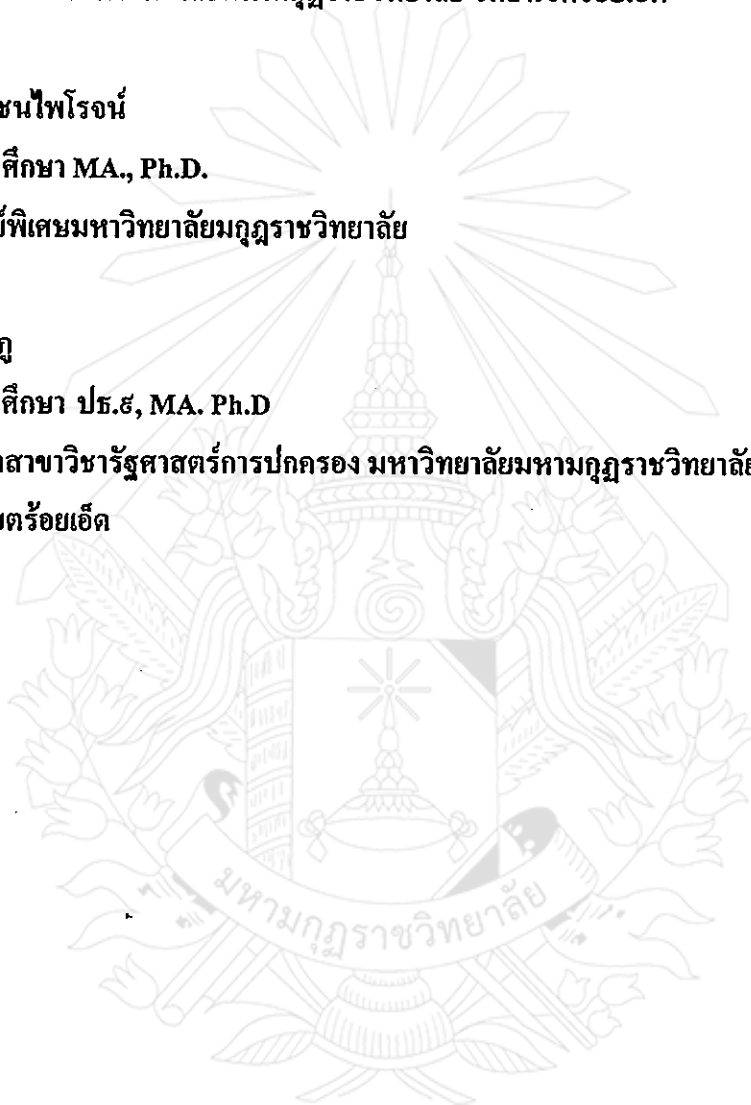 ชนไพโรจน์
ศึกษา MA., Ph.D.
์พิเศษมหาวิทยาลัยมกุฎราชวิทยาลัย
ภู
ศึกษา ปธ.๙, MA. Ph.D
สาขาวิชารัฐศาสตร์การปกครอง มหาวิทยาลัยมหามกุฏราชวิทยาลัย
ตร้อยเอ็ด
มหามกุฏราชวิทยาลัย